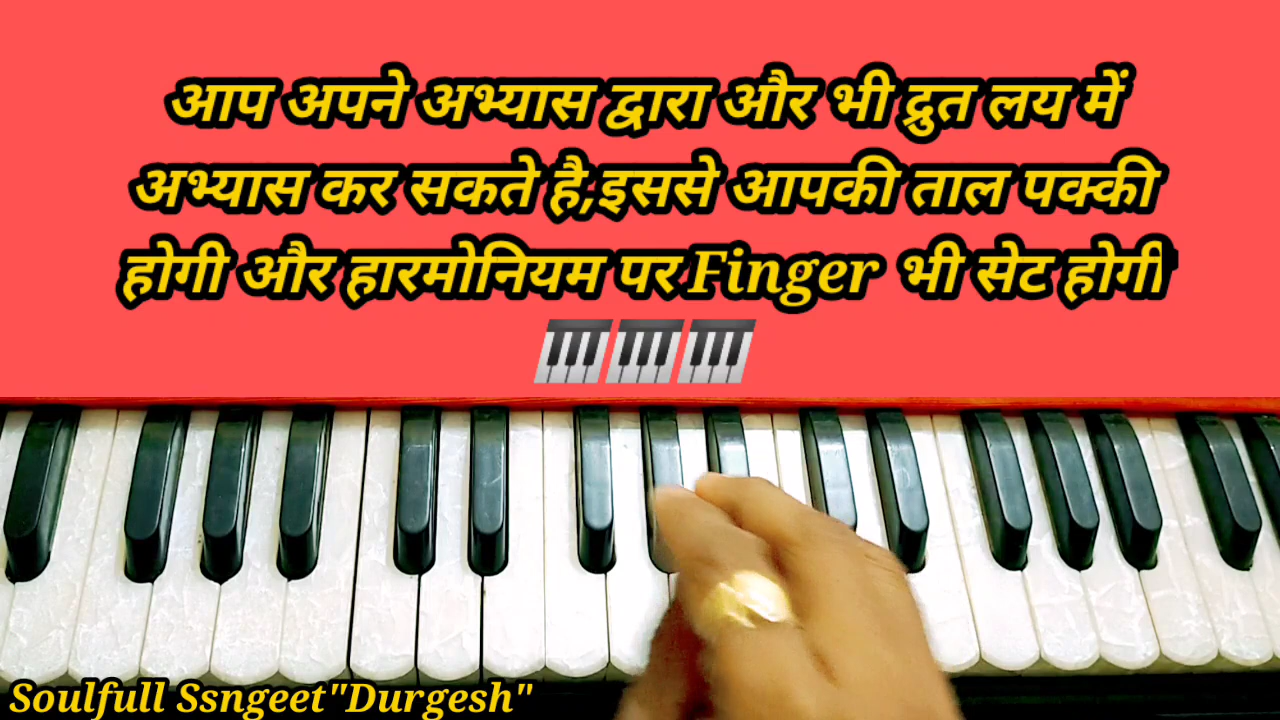 आप अपने अभ्यास द्वारा और भी द्रुत लय में
अभ्यास कर सकते है,इससे आपकी ताल पक्की
होगी और हारमोनियम पर Finger भी सेट होगी
Soulfull Ssngeet"Durgesh"